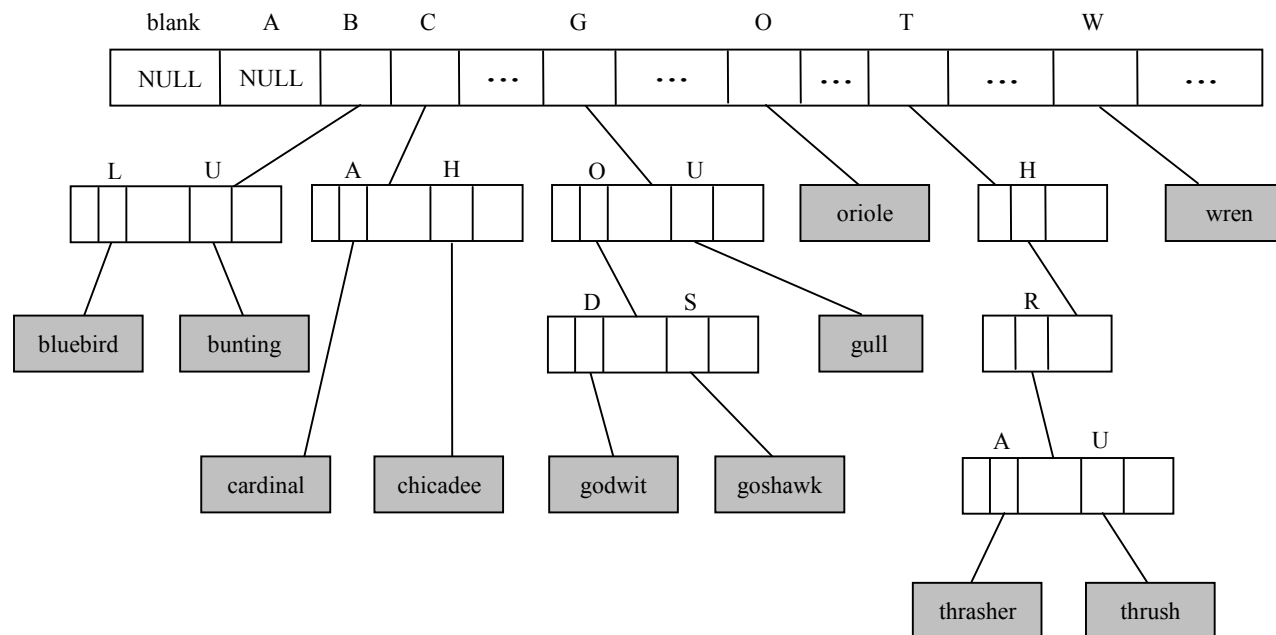 blank A B C G O T W
NULL NULL ... ... ... ... ...
L U A H O U H
oriole wren
D S R
bluebird bunting gull
A U
cardinal chicadee godwit goshawk
thrasher thrush